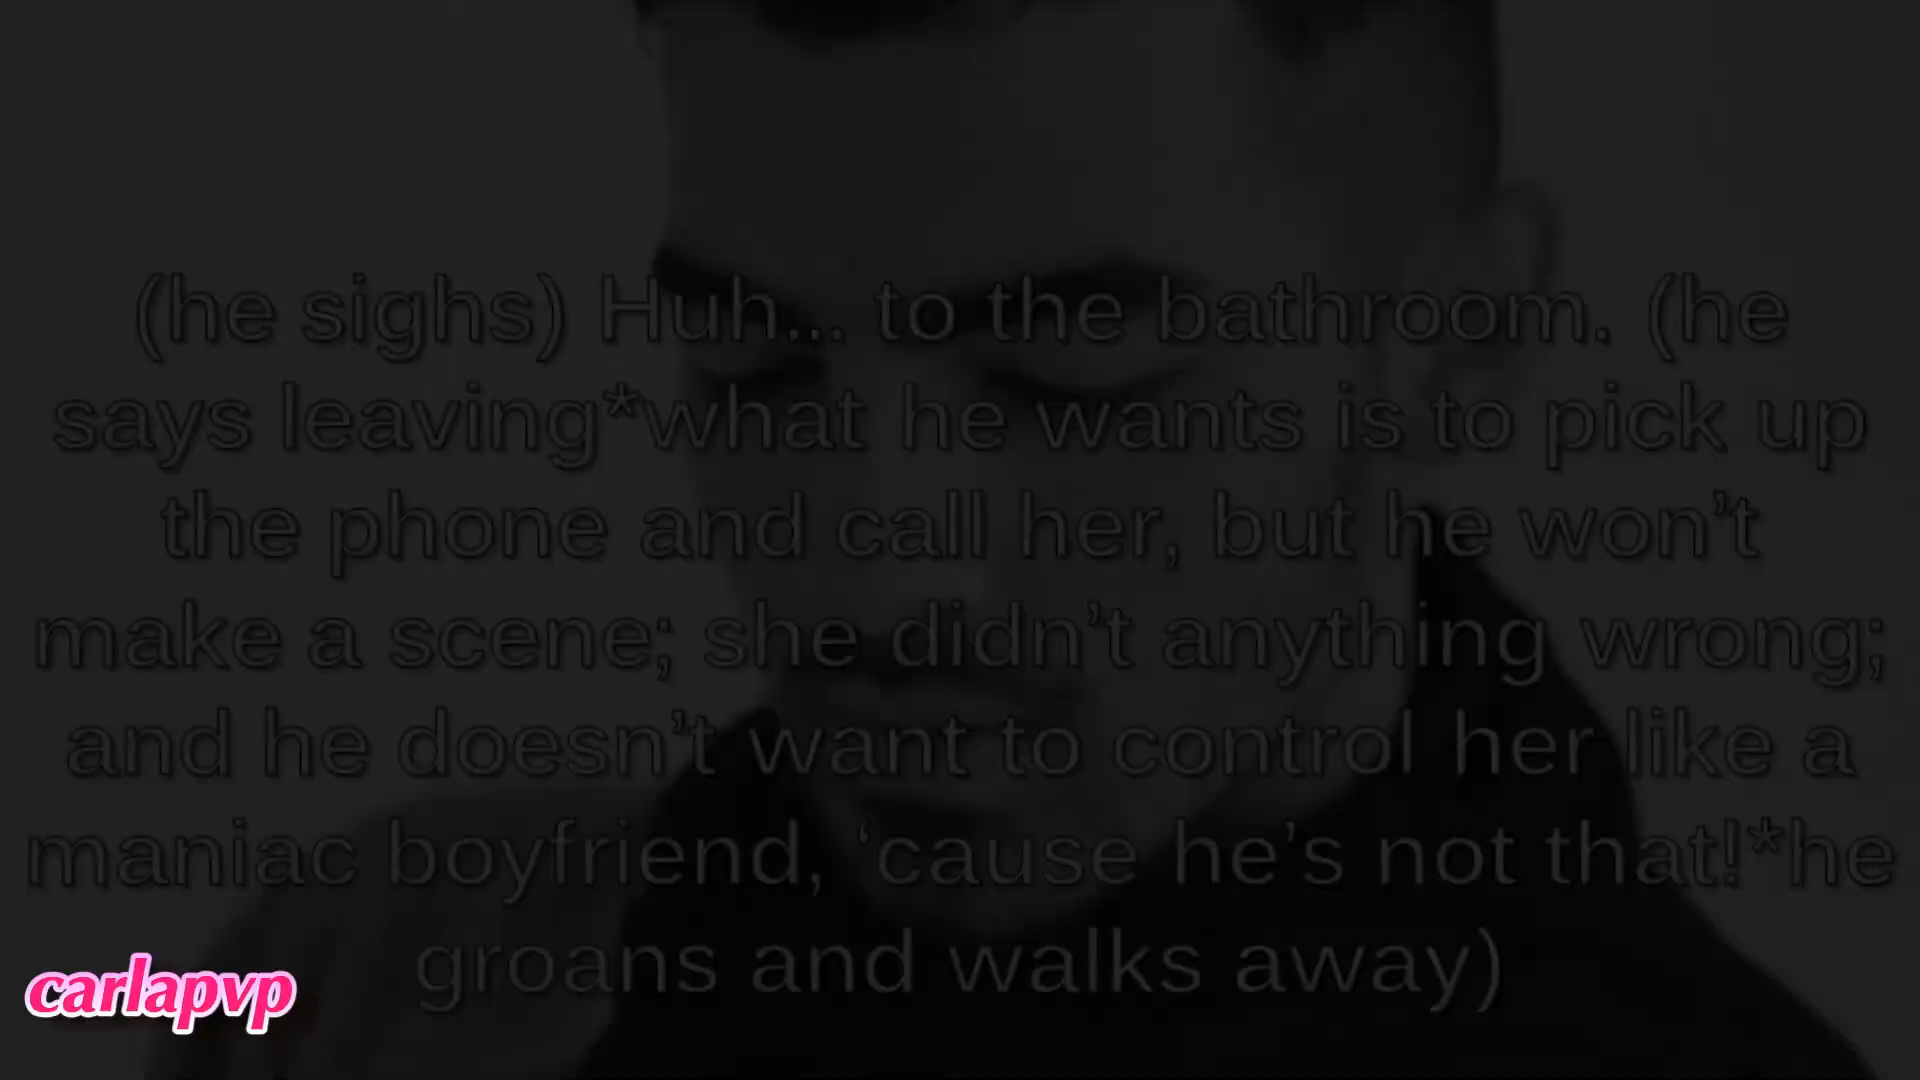 (he sighs) Huh... to the bathroom. (he
says leaving*what he wants is to pick up
the phone and call her, but he won’t
make a scene; she didn’t anything wrong;
and he doesn’t want to control her like a
maniac boyfriend, ‘cause he’s not that!*he
groans and walks away)
carlapvp